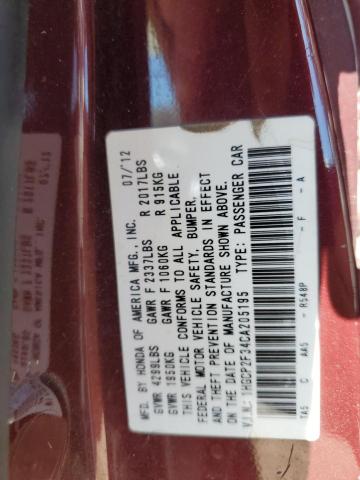 MFD. BY HONDA OF AMERICA MFG., INC. 07/12
GVWR 4299LBS GAWR F 2337LBS R 2017LBS
GVWR 1950KG GAWR F 1060KG R 915KG
THIS VEHICLE CONFORMS TO ALL APPLICABLE
FEDERAL MOTOR VEHICLE SAFETY, BUMPER,
AND THEFT PREVENTION STANDARDS IN EFFECT
ON THE DATE OF MANUFACTURE SHOWN ABOVE.
V.I.N.: 1HGCP2F34CA205195 TYPE: PASSENGER CAR
TA5 C AA5 - R548P - F - A